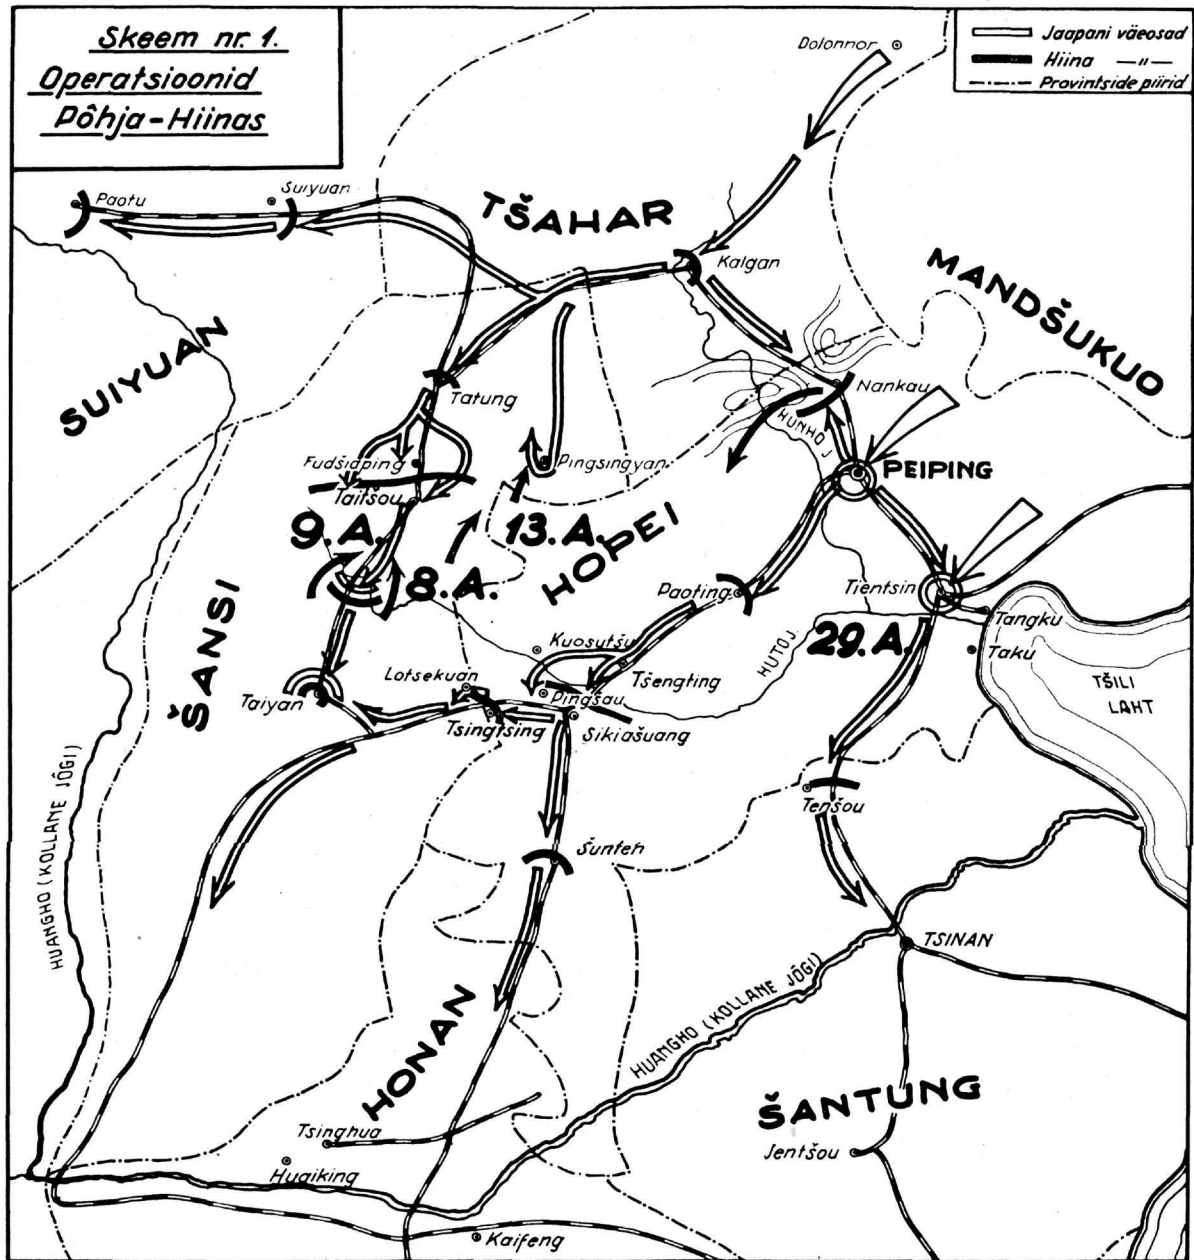 Skeem nr. 1.
Operatsioonid
Põhja-Hiinas
Jaapani väeosad
Hiina —〃—
Provintside piirid
Dolonnor
Paotu
Suiyuan
TŠAHAR
Kalgan
MANDŠUKUO
SUIYUAN
Tatung
Nankau
HUNHO J.
Fudšiaping
Pingsingyan
PEIPING
Taitšou
9. A.
13. A.
HOPEI
8. A.
Paoting
Tientsin
Tangku
29. A.
Taku
ŠANSI
Kuosutšu
HUTOJ.
Lotsekuan
Tšengting
TŠILI
LAHT
Taiyan
Pingšau
Tsingtsing
Sikiašuang
HUANGHO (KOLLANE JÕGI)
Tenšou
Šunteh
TSINAN
HUANGHO (KOLLANE JÕGI)
HONAN
ŠANTUNG
Tsinghua
Jentšou
Huaiking
Kaifeng